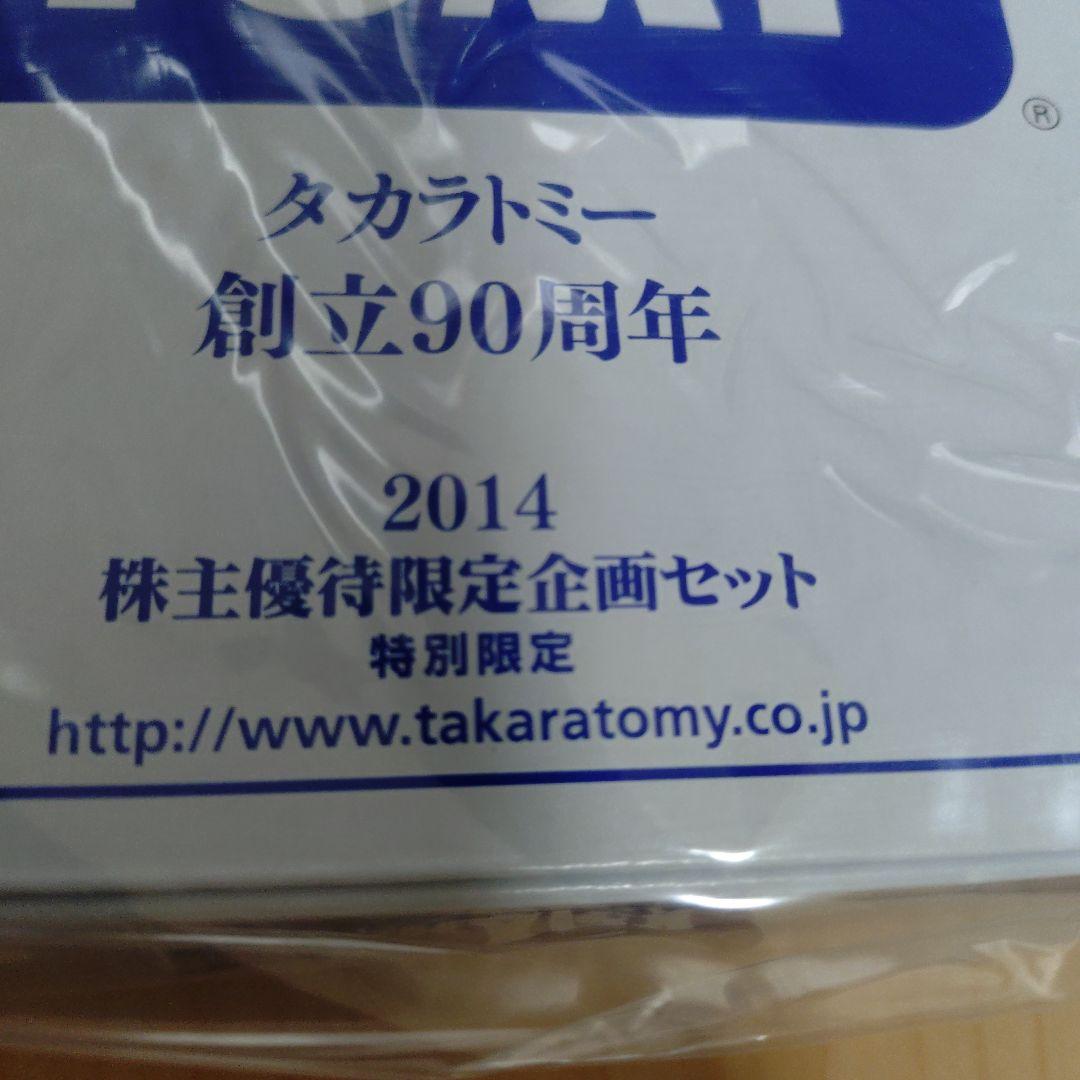 TOMY
®
タカラトミー
創立90周年
2014
株主優待限定企画セット
特別限定
http://www.takaratomy.co.jp